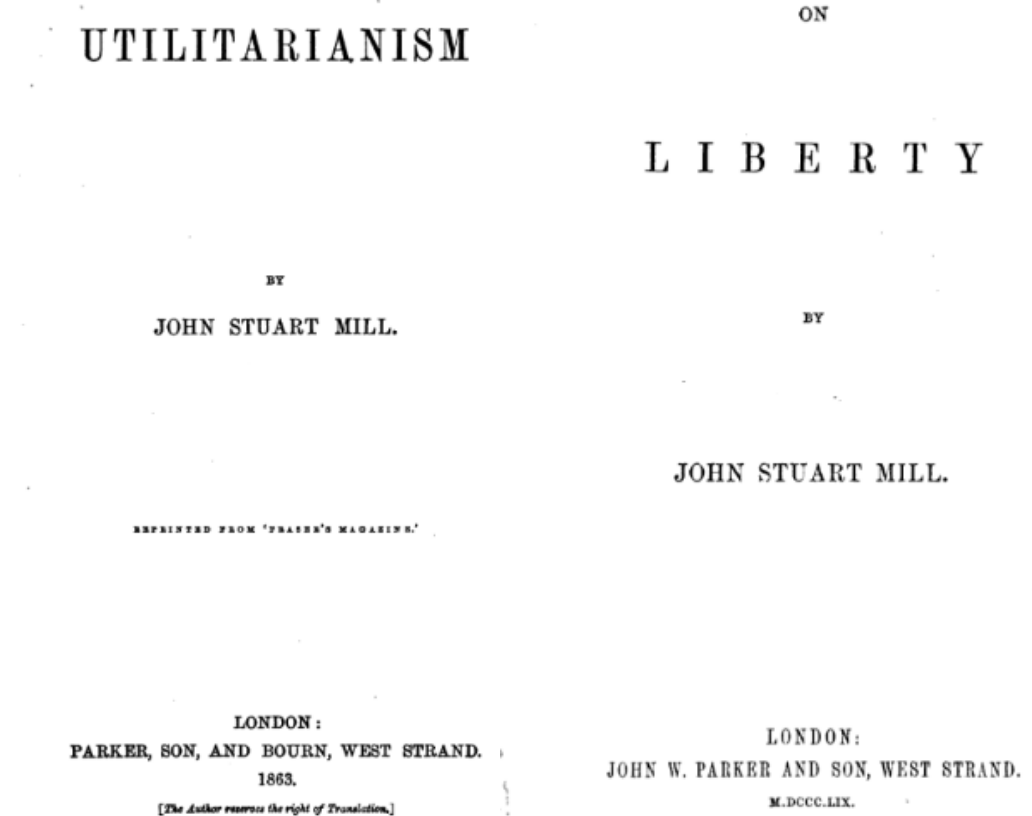 UTILITARIANISM
BY
JOHN STUART MILL.
REPRINTED FROM 'FRASER'S MAGAZINE.'
LONDON:
PARKER, SON, AND BOURN, WEST STRAND.
1863.
[The Author reserves the right of Translation.]
ON
LIBERTY
BY
JOHN STUART MILL.
LONDON:
JOHN W. PARKER AND SON, WEST STRAND.
M.DCCC.LIX.